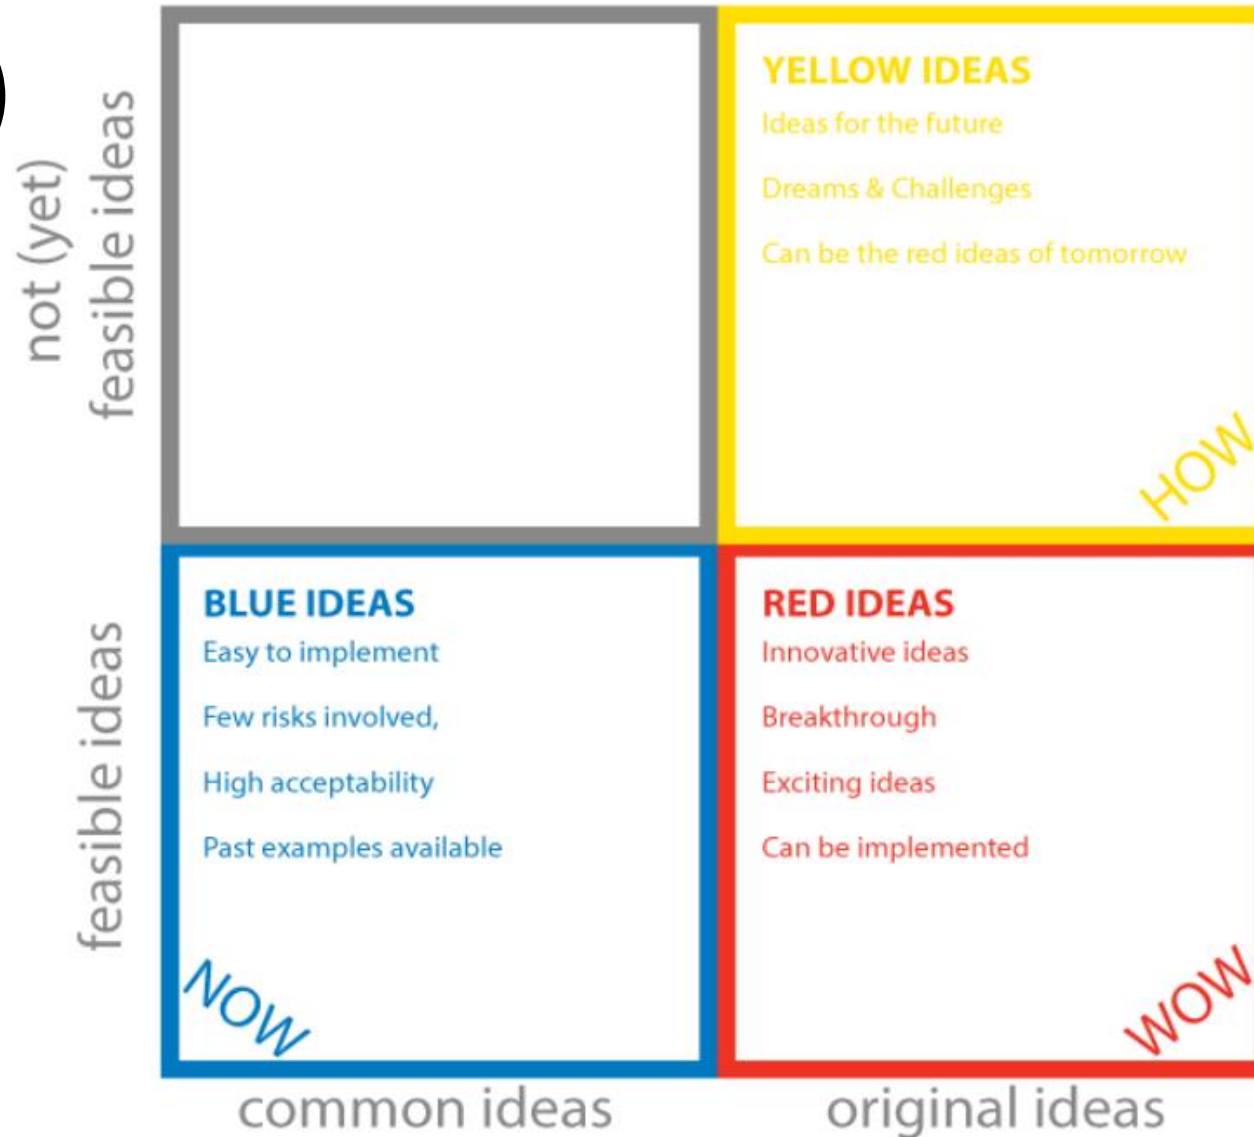 not (yet)
feasible ideas
YELLOW IDEAS
Ideas for the future
Dreams & Challenges
Can be the red ideas of tomorrow
HOW
feasible ideas
BLUE IDEAS
Easy to implement
Few risks involved,
High acceptability
Past examples available
NOW
RED IDEAS
Innovative ideas
Breakthrough
Exciting ideas
Can be implemented
WOW
common ideas
original ideas